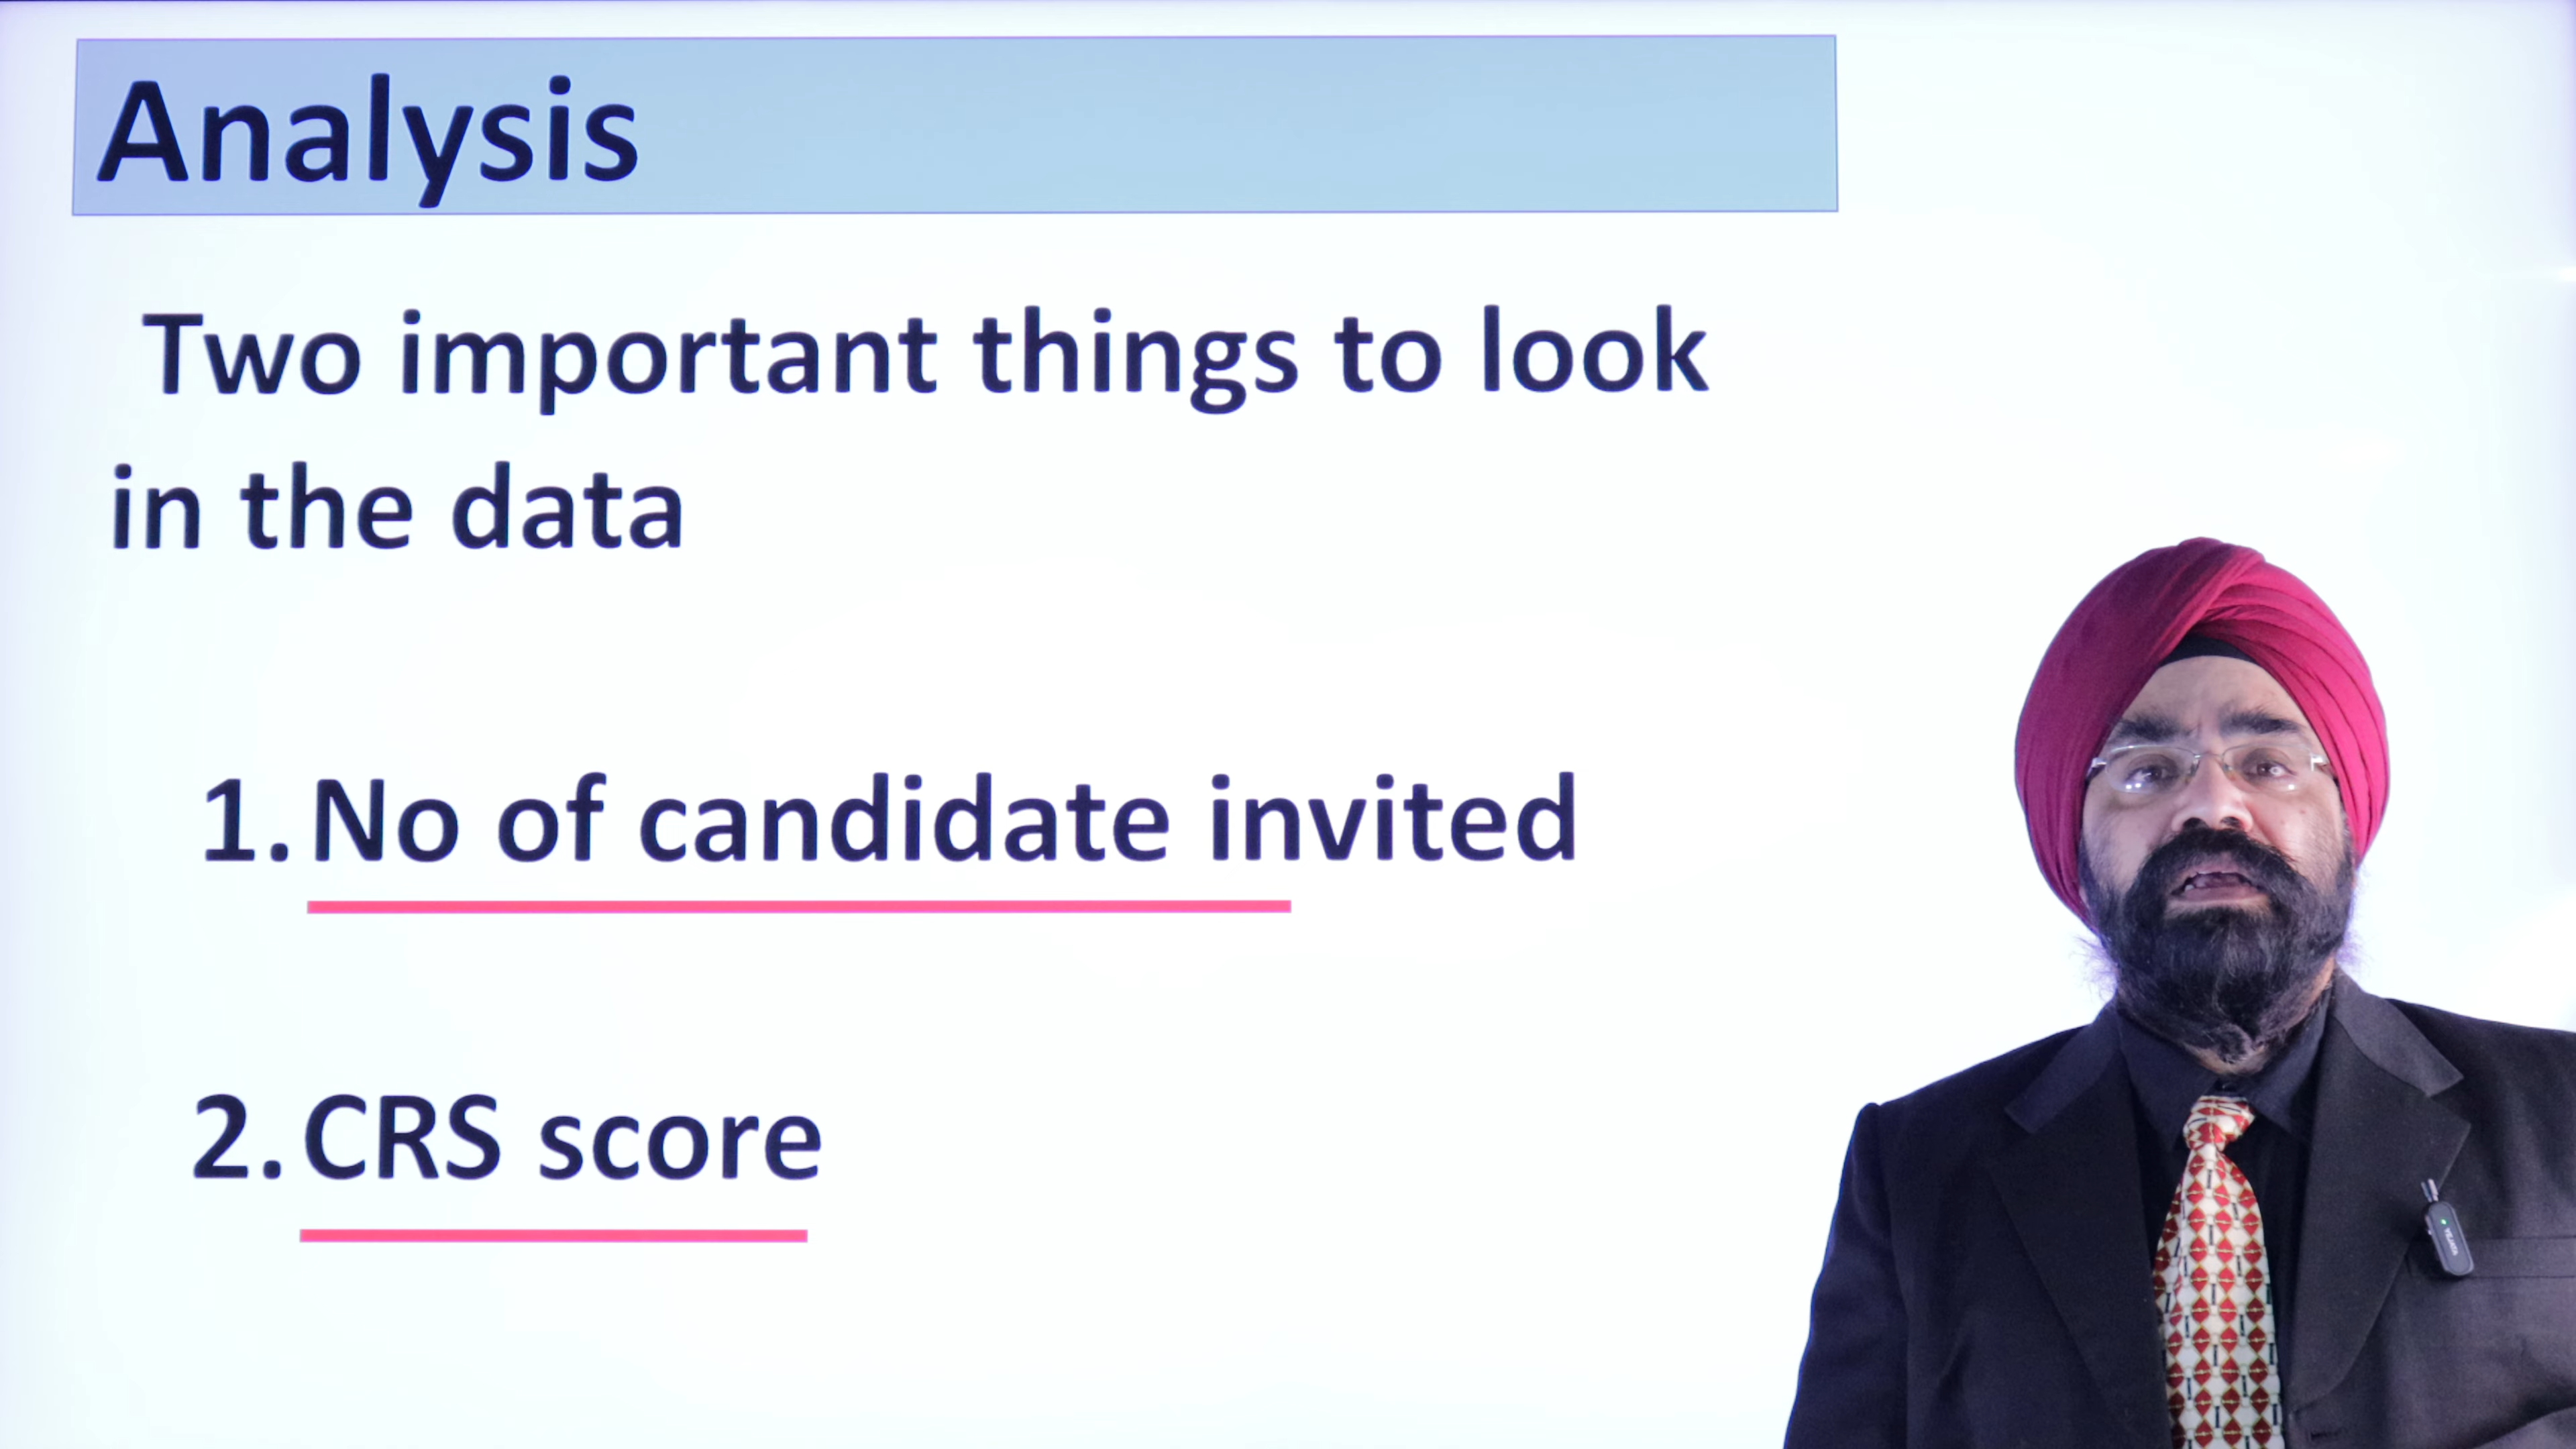 Analysis
Two important things to look
in the data
1. No of candidate invited
2. CRS score